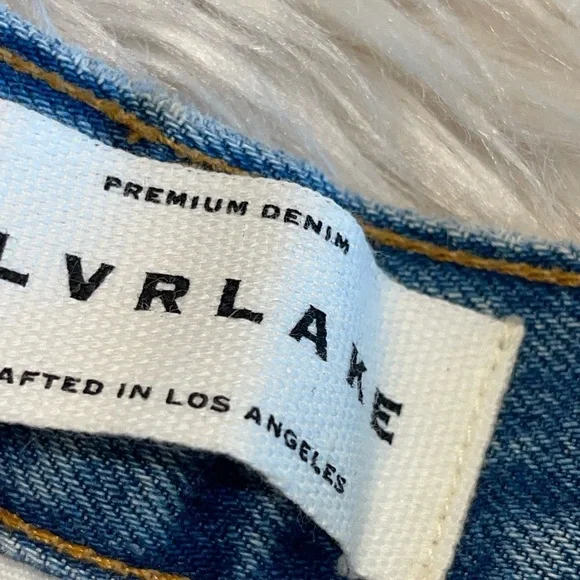 PREMIUM DENIM
LVRLAKE
AFTED IN LOS ANGELES